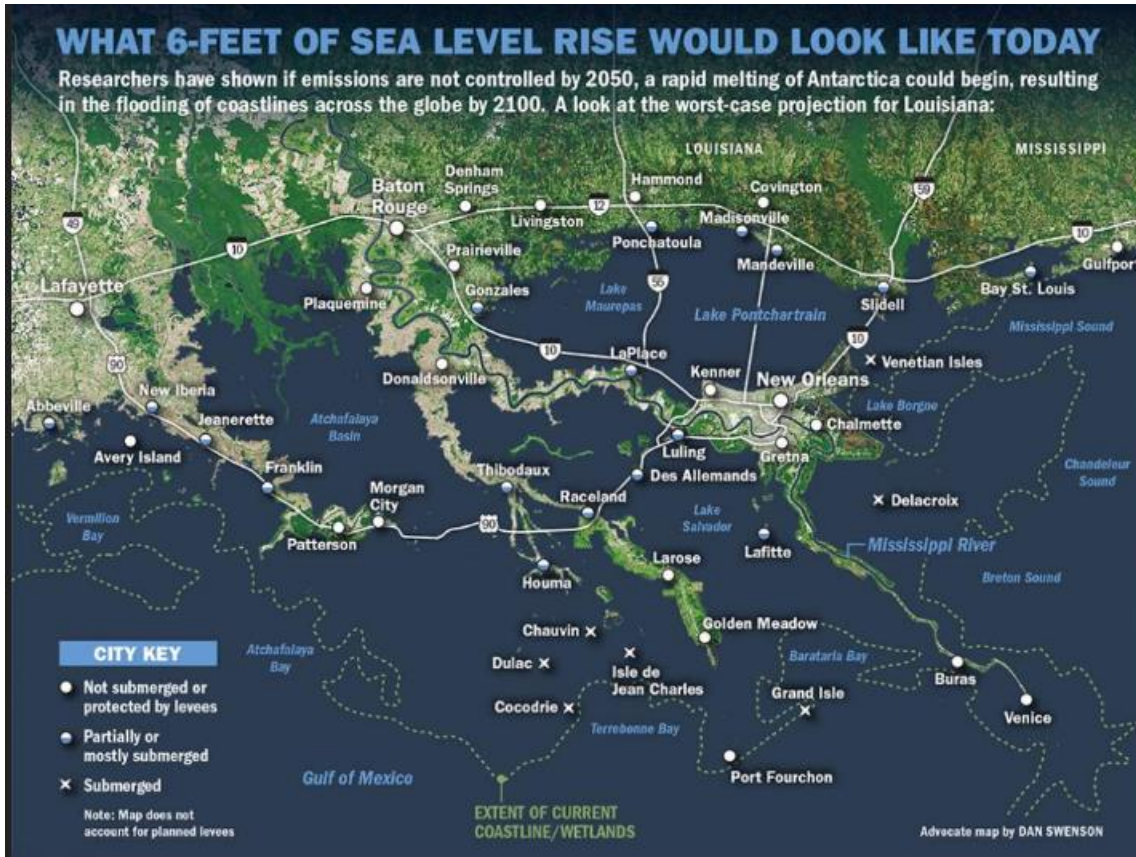 WHAT 6-FEET OF SEA LEVEL RISE WOULD LOOK LIKE TODAY
Researchers have shown if emissions are not controlled by 2050, a rapid melting of Antarctica could begin, resulting
in the flooding of coastlines across the globe by 2100. A look at the worst-case projection for Louisiana:
LOUISIANA
MISSISSIPPI
49
10
Lafayette
90
Baton
Rouge
Denham
Springs
Livingston
12
Hammond
Covington
59
Ponchatoula
Madisonville
Mandeville
10
Gulfport
Prairieville
Plaquemine
Gonzales
Lake
Maurepas
55
Lake Pontchartrain
Slidell
Bay St. Louis
Mississippi Sound
10
10
Donaldsonville
LaPlace
Kenner
New Orleans
Venetian Isles
New Iberia
Abbeville
Jeanerette
Atchafalaya
Basin
Lake Borgne
Chalmette
Avery Island
Luling
Gretna
Franklin
Thibodaux
Des Allemands
Chandeleur
Sound
Morgan
City
Raceland
Lake
Salvador
Delacroix
Vermilion
Bay
Patterson
90
Lafitte
Mississippi River
Houma
Larose
Breton Sound
Chauvin
Golden Meadow
CITY KEY
Atchafalaya
Bay
Dulac
Isle de
Jean Charles
Barataria Bay
Buras
Not submerged or
protected by levees
Cocodrie
Grand Isle
Terrebonne Bay
Venice
Partially or
mostly submerged
Port Fourchon
Submerged
Gulf of Mexico
Note: Map does not
account for planned levees
EXTENT OF CURRENT
COASTLINE/WETLANDS
Advocate map by DAN SWENSON